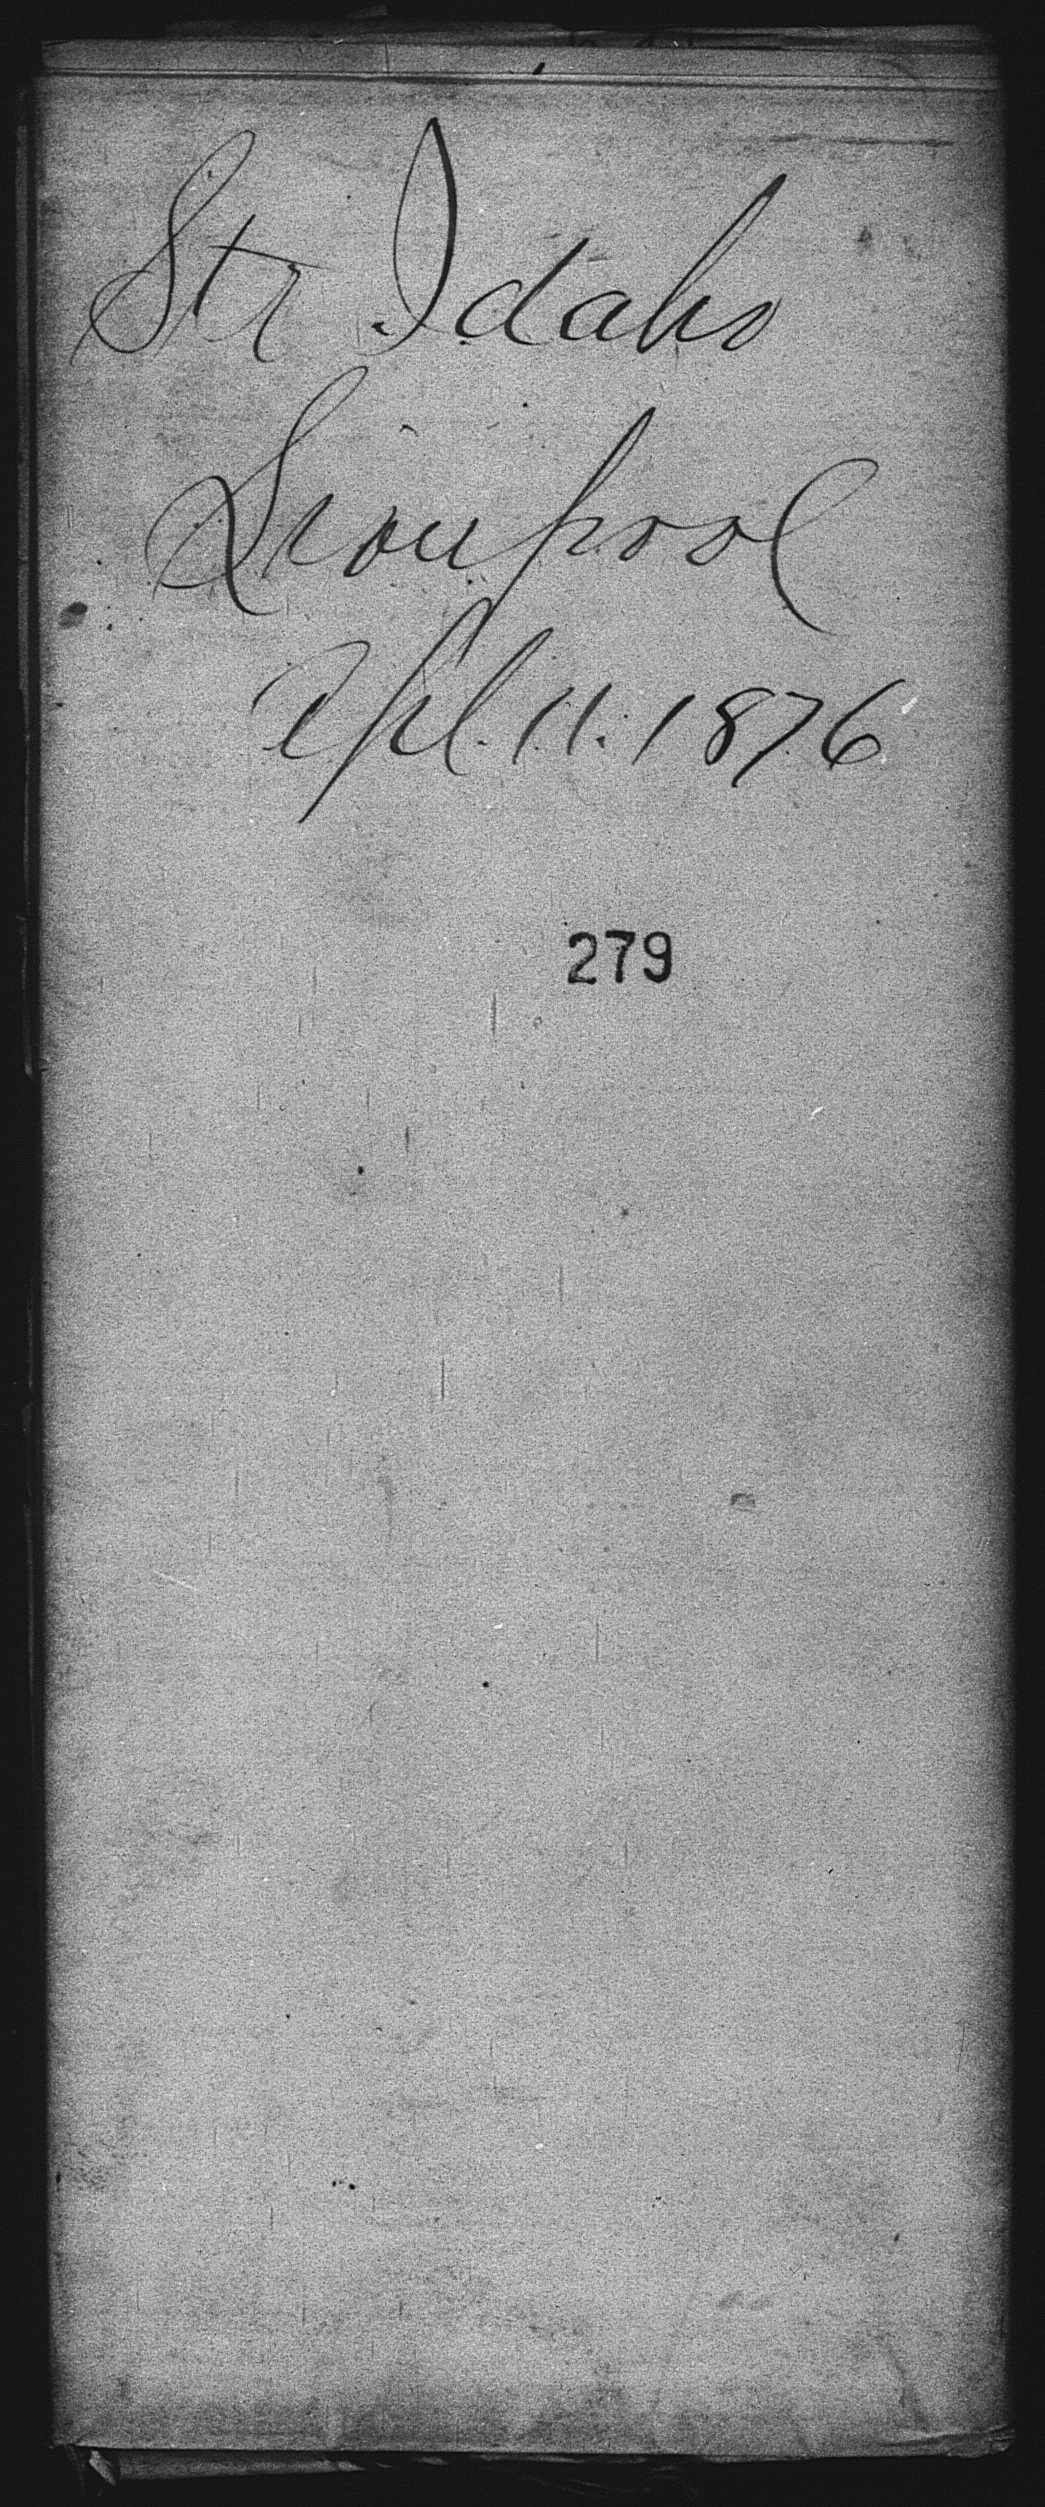 Str Idaho
Liverpool
Apl. 11. 1876
279